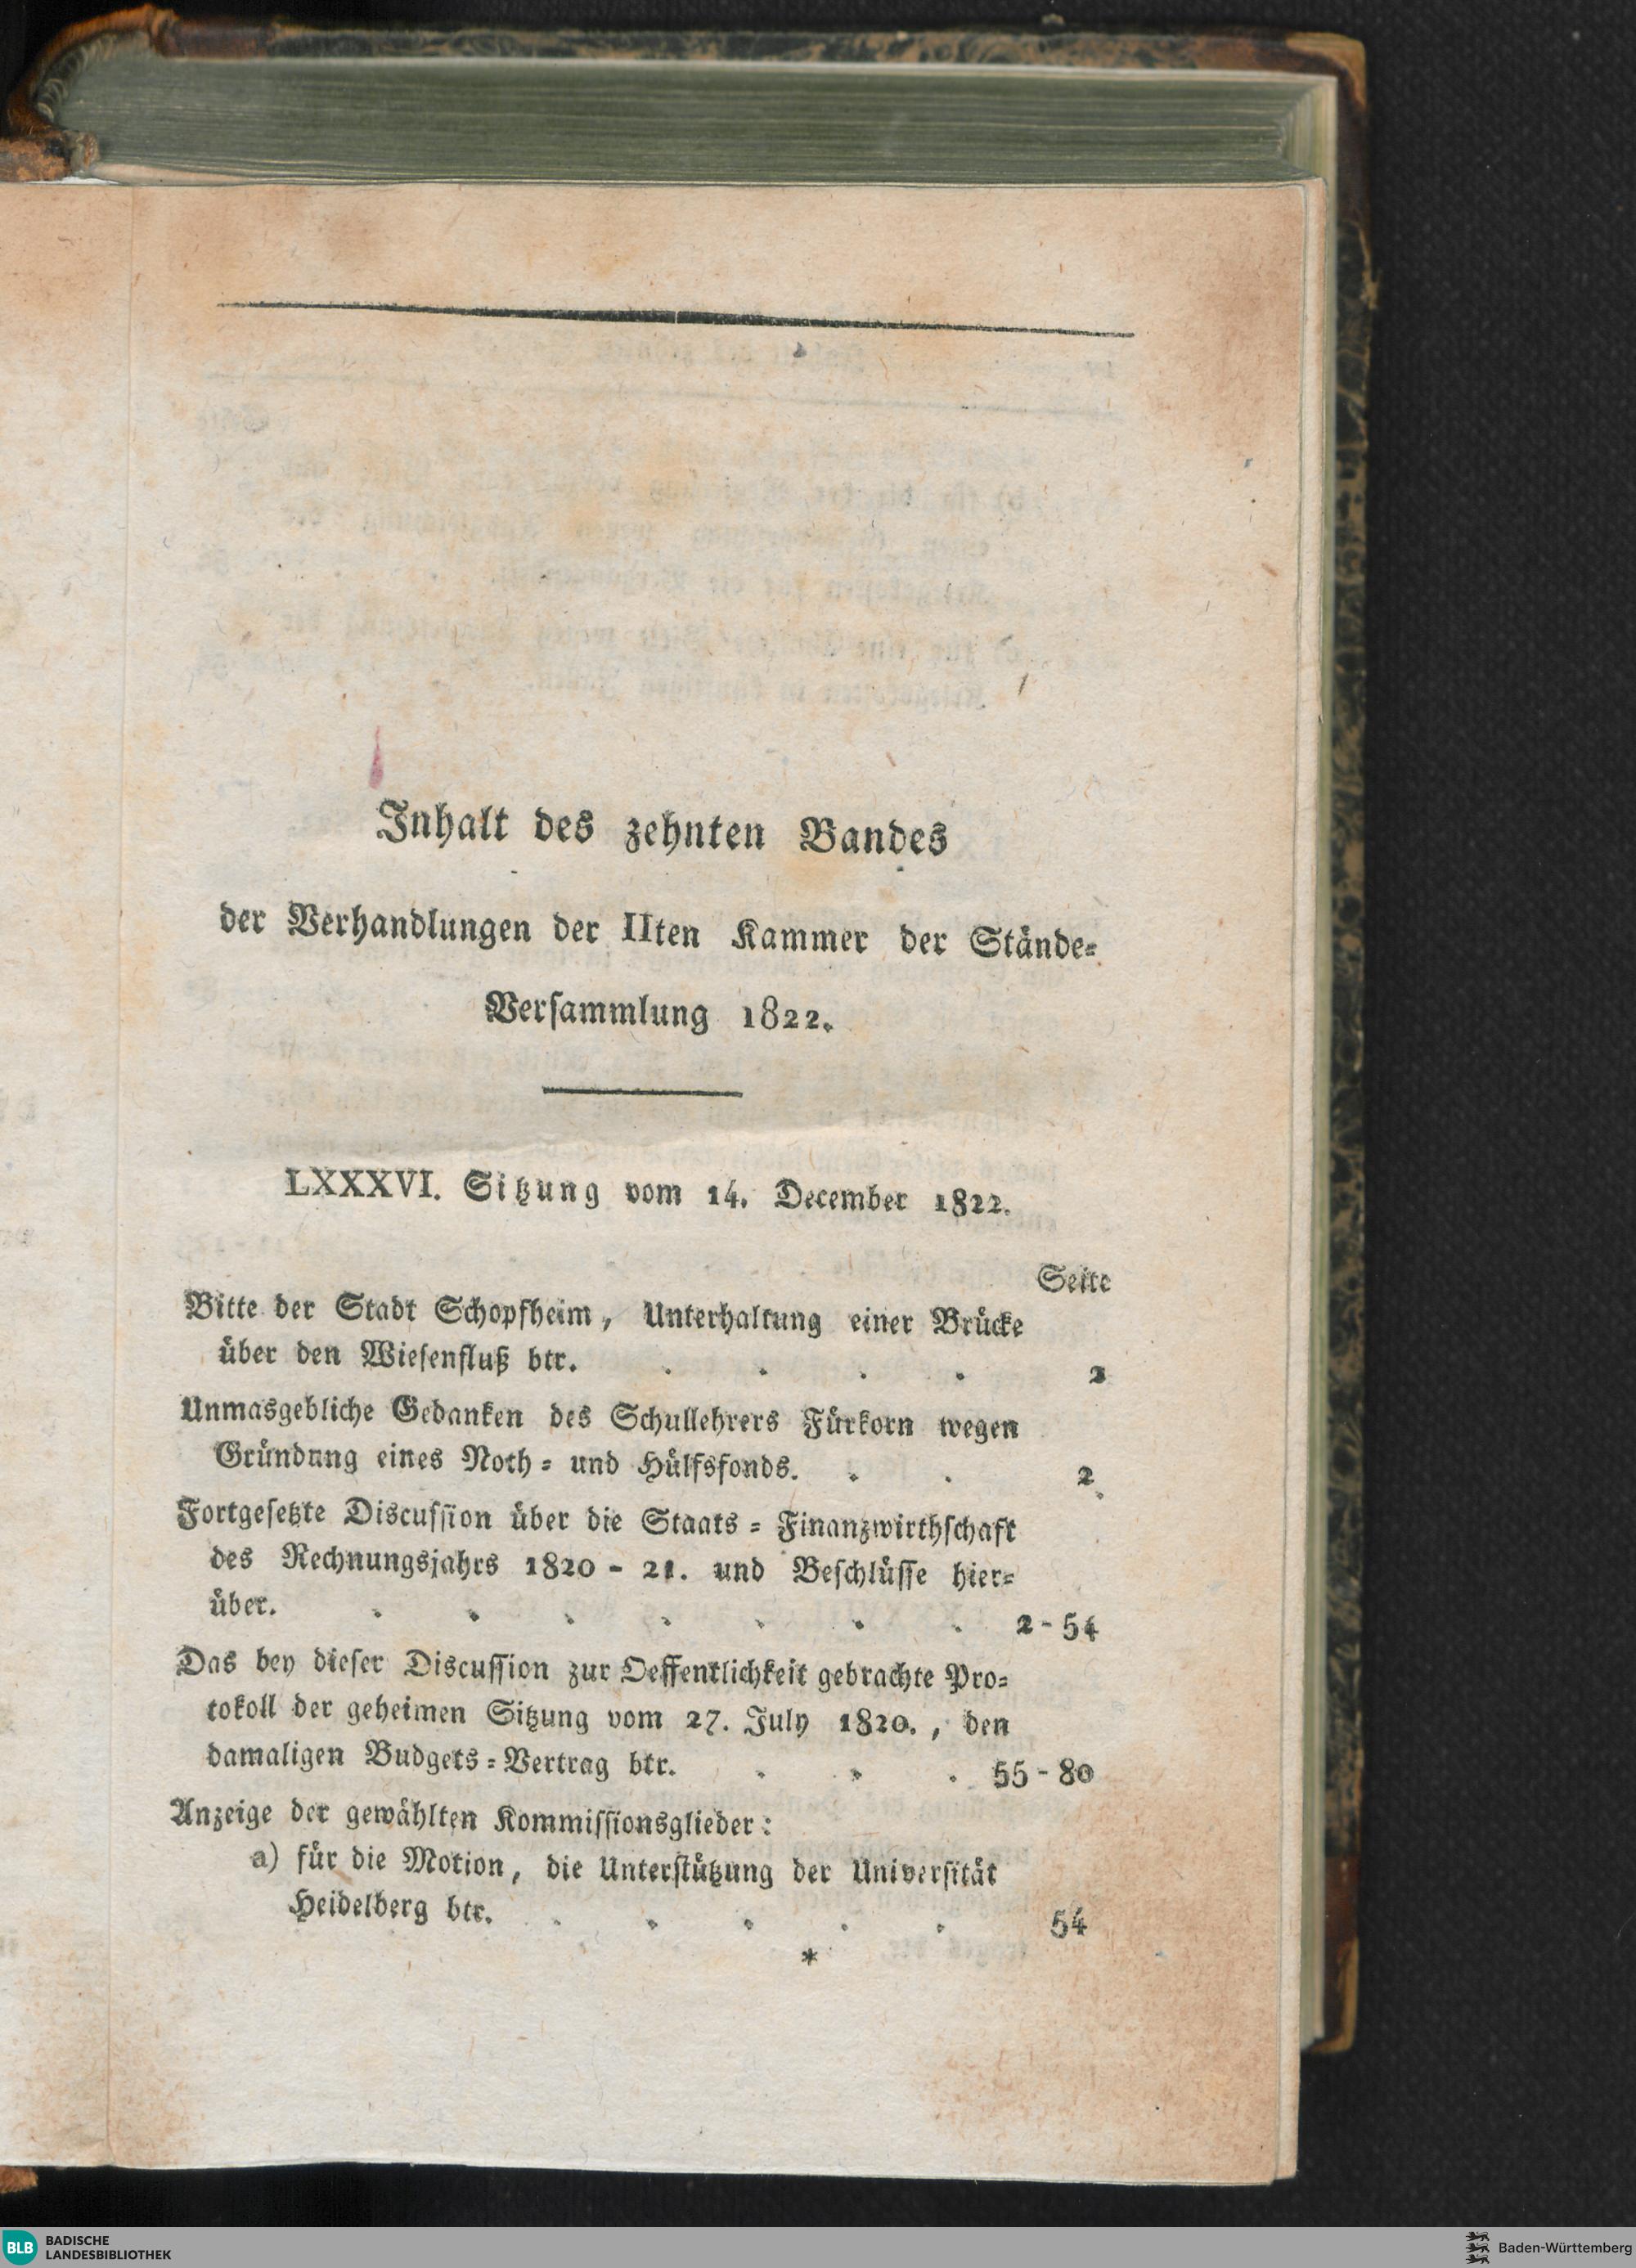 Inhalt des zehnten Bandes
der Verhandlungen der IIten Kammer der Stände-
Versammlung 1822.
LXXXVI. Sitzung vom 14. December 1822.
Seite
Bitte der Stadt Schopfheim, Unterhaltung einer Brücke
über den Wiesenfluß btr. . . . . 2
Unmasgebliche Gedanken des Schullehrers Fürkorn wegen
Gründung eines Noth- und Hülfsfonds. . . 2
Fortgesetzte Discussion über die Staats-Finanzwirthschaft
des Rechnungsjahrs 1820-21. und Beschlüsse hier-
über. . . . . . . . 2-54
Das bey dieser Discussion zur Oeffentlichkeit gebrachte Pro-
tokoll der geheimen Sitzung vom 27. July 1820., den
damaligen Budgets-Vertrag btr. . . . 55-80
Anzeige der gewählten Kommissionsglieder:
a) für die Motion, die Unterstützung der Universität
Heidelberg btr. . . . . . 54
*
BLB BADISCHE
LANDESBIBLIOTHEK
Baden-Württemberg